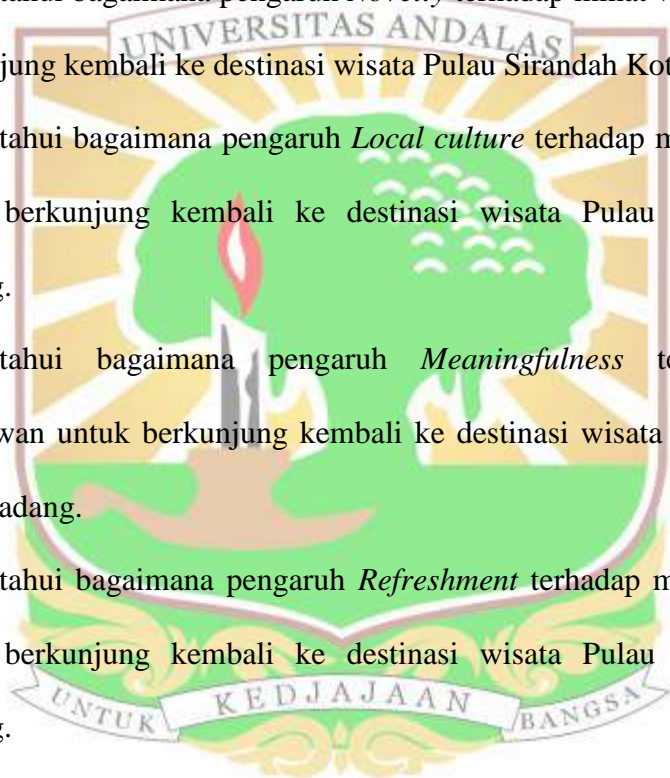 tahui bagaimana pengaruh Novelty terhadap minat
UNIVERSITAS ANDALAS
jung kembali ke destinasi wisata Pulau Sirandah Kot
tahui bagaimana pengaruh Local culture terhadap m
berkunjung kembali ke destinasi wisata Pulau
g.
tahui bagaimana pengaruh Meaningfulness te
wan untuk berkunjung kembali ke destinasi wisata
adang.
tahui bagaimana pengaruh Refreshment terhadap m
berkunjung kembali ke destinasi wisata Pulau
UNTUK KEDJAJAAN BANGSA
g.